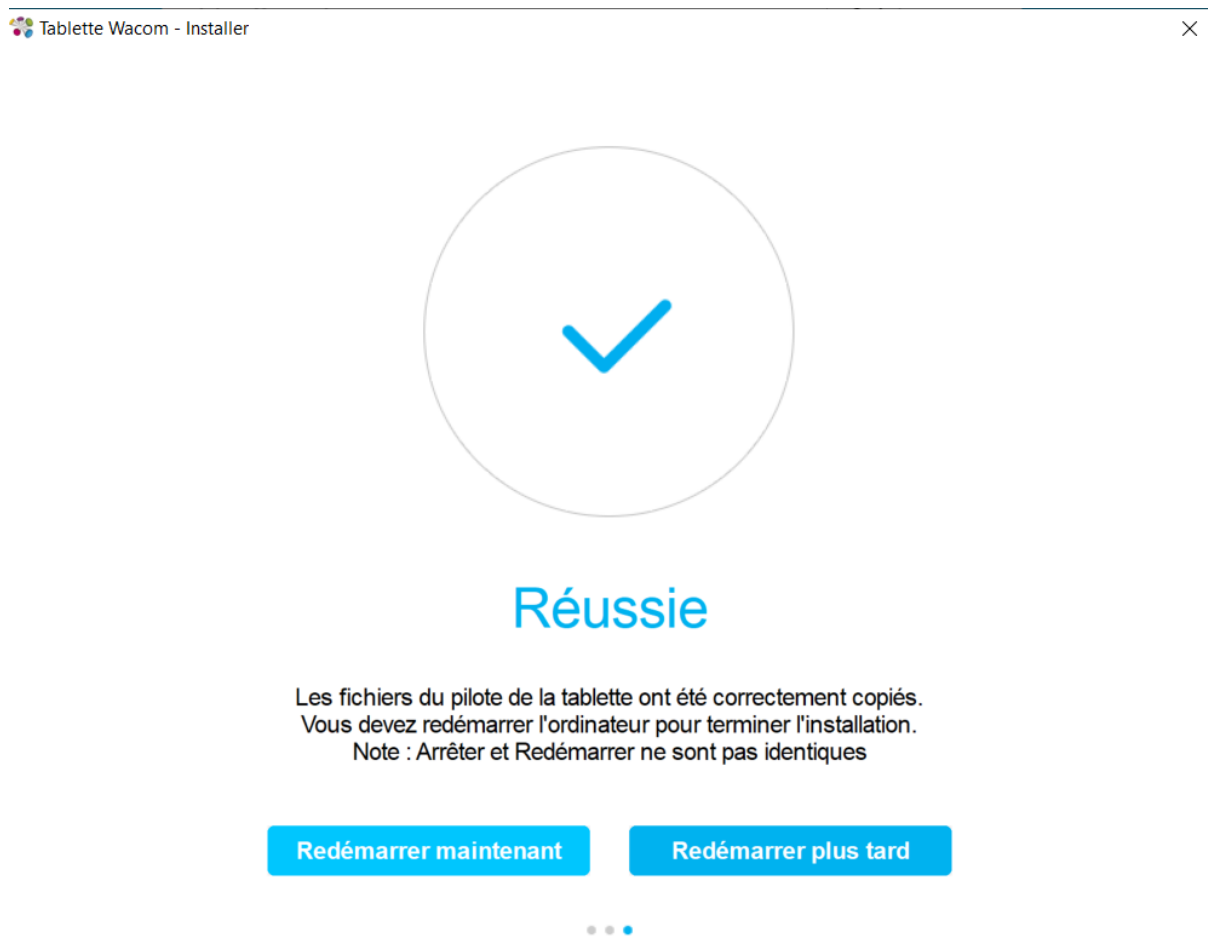 Tablette Wacom - Installer
Réussie
Les fichiers du pilote de la tablette ont été correctement copiés.
Vous devez redémarrer l'ordinateur pour terminer l'installation.
Note : Arrêter et Redémarrer ne sont pas identiques
Redémarrer maintenant
Redémarrer plus tard